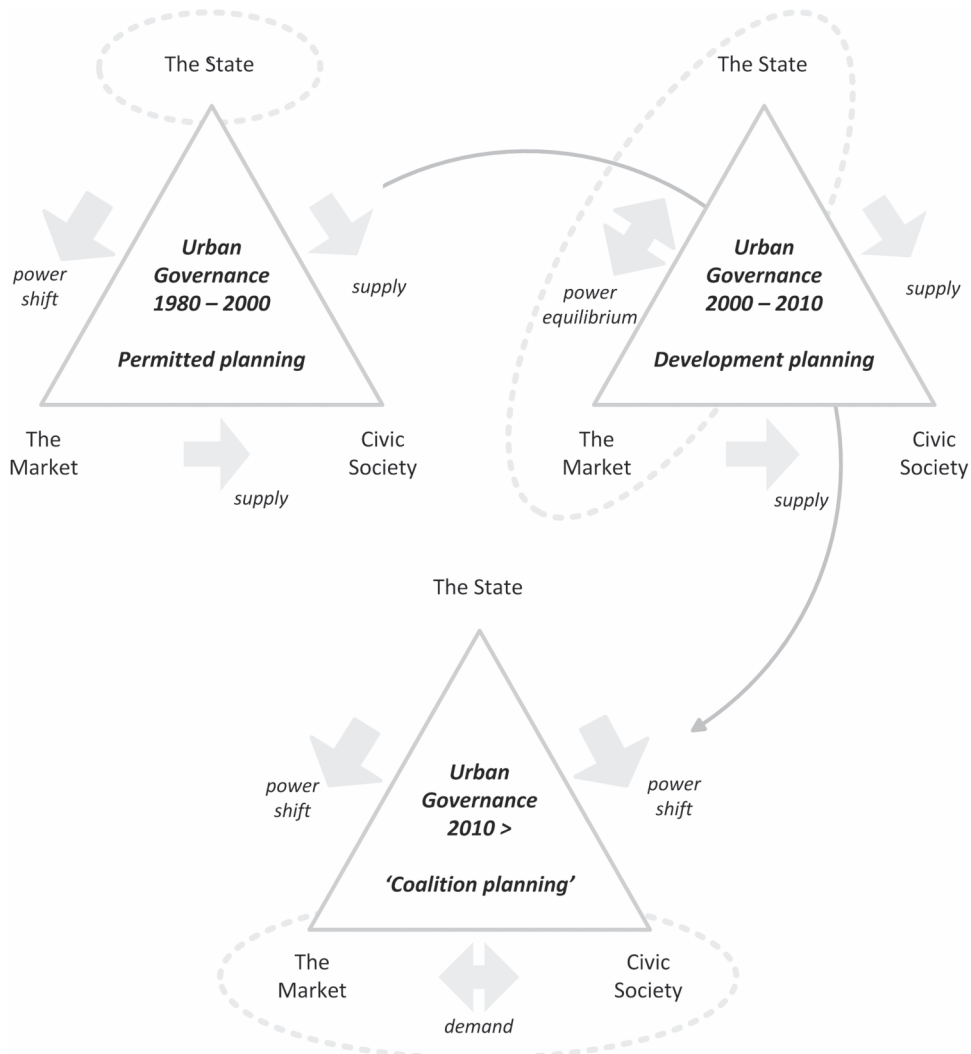 The State
power
shift
Urban
Governance
1980 – 2000
Permitted planning
supply
The
Market
supply
Civic
Society
The State
power
equilibrium
Urban
Governance
2000 – 2010
Development planning
supply
The
Market
supply
Civic
Society
The State
power
shift
Urban
Governance
2010 >
‘Coalition planning’
power
shift
The
Market
demand
Civic
Society